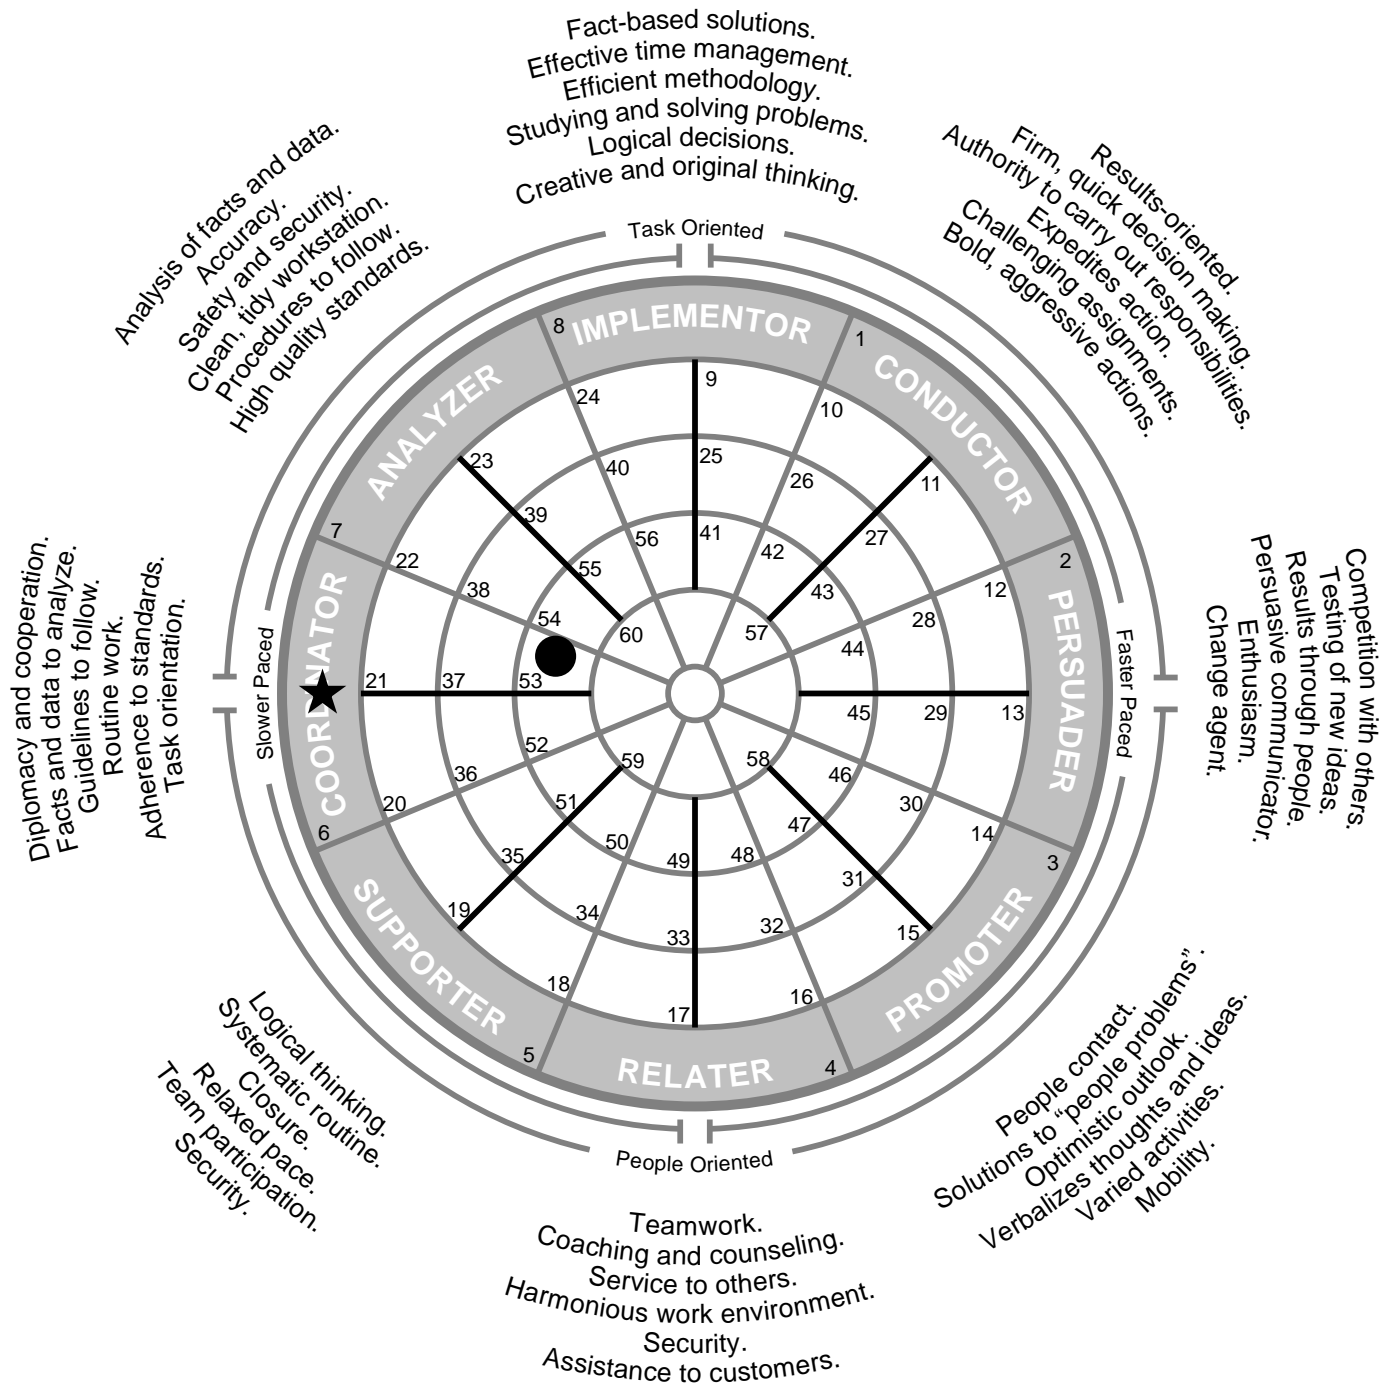 Fact-based solutions.
Effective time management.
Efficient methodology.
Studying and solving problems.
Logical decisions.
Creative and original thinking.
Results-oriented.
Firm, quick decision making.
Authority to carry out responsibilities.
Expedites action.
Challenging assignments.
Bold, aggressive actions.
Analysis of facts and data.
Accuracy.
Safety and security.
Clean, tidy workstation.
Procedures to follow.
High quality standards.
Task Oriented
8
IMPLEMENTOR
1
CONDUCTOR
ANALYZER
24
9
10
23
40
25
26
11
39
56
41
42
27
7
22
38
55
43
12
2
54
60
57
44
28
COORDINATOR
PERSUADER
Slower Paced
Faster Paced
21
37
53
45
29
13
52
59
58
46
36
20
51
47
30
14
6
35
50
49
48
31
3
19
34
33
32
15
18
17
16
SUPPORTER
PROMOTER
5
RELATER
4
People Oriented
Diplomacy and cooperation.
Facts and data to analyze.
Guidelines to follow.
Routine work.
Adherence to standards.
Task orientation.
Competition with others.
Testing of new ideas.
Results through people.
Persuasive communicator.
Enthusiasm.
Change agent.
Logical thinking.
Systematic routine.
Closure.
Relaxed pace.
Team participation.
Security.
People contact.
Solutions to “people problems”.
Optimistic outlook.
Verbalizes thoughts and ideas.
Varied activities.
Mobility.
Teamwork.
Coaching and counseling.
Service to others.
Harmonious work environment.
Security.
Assistance to customers.